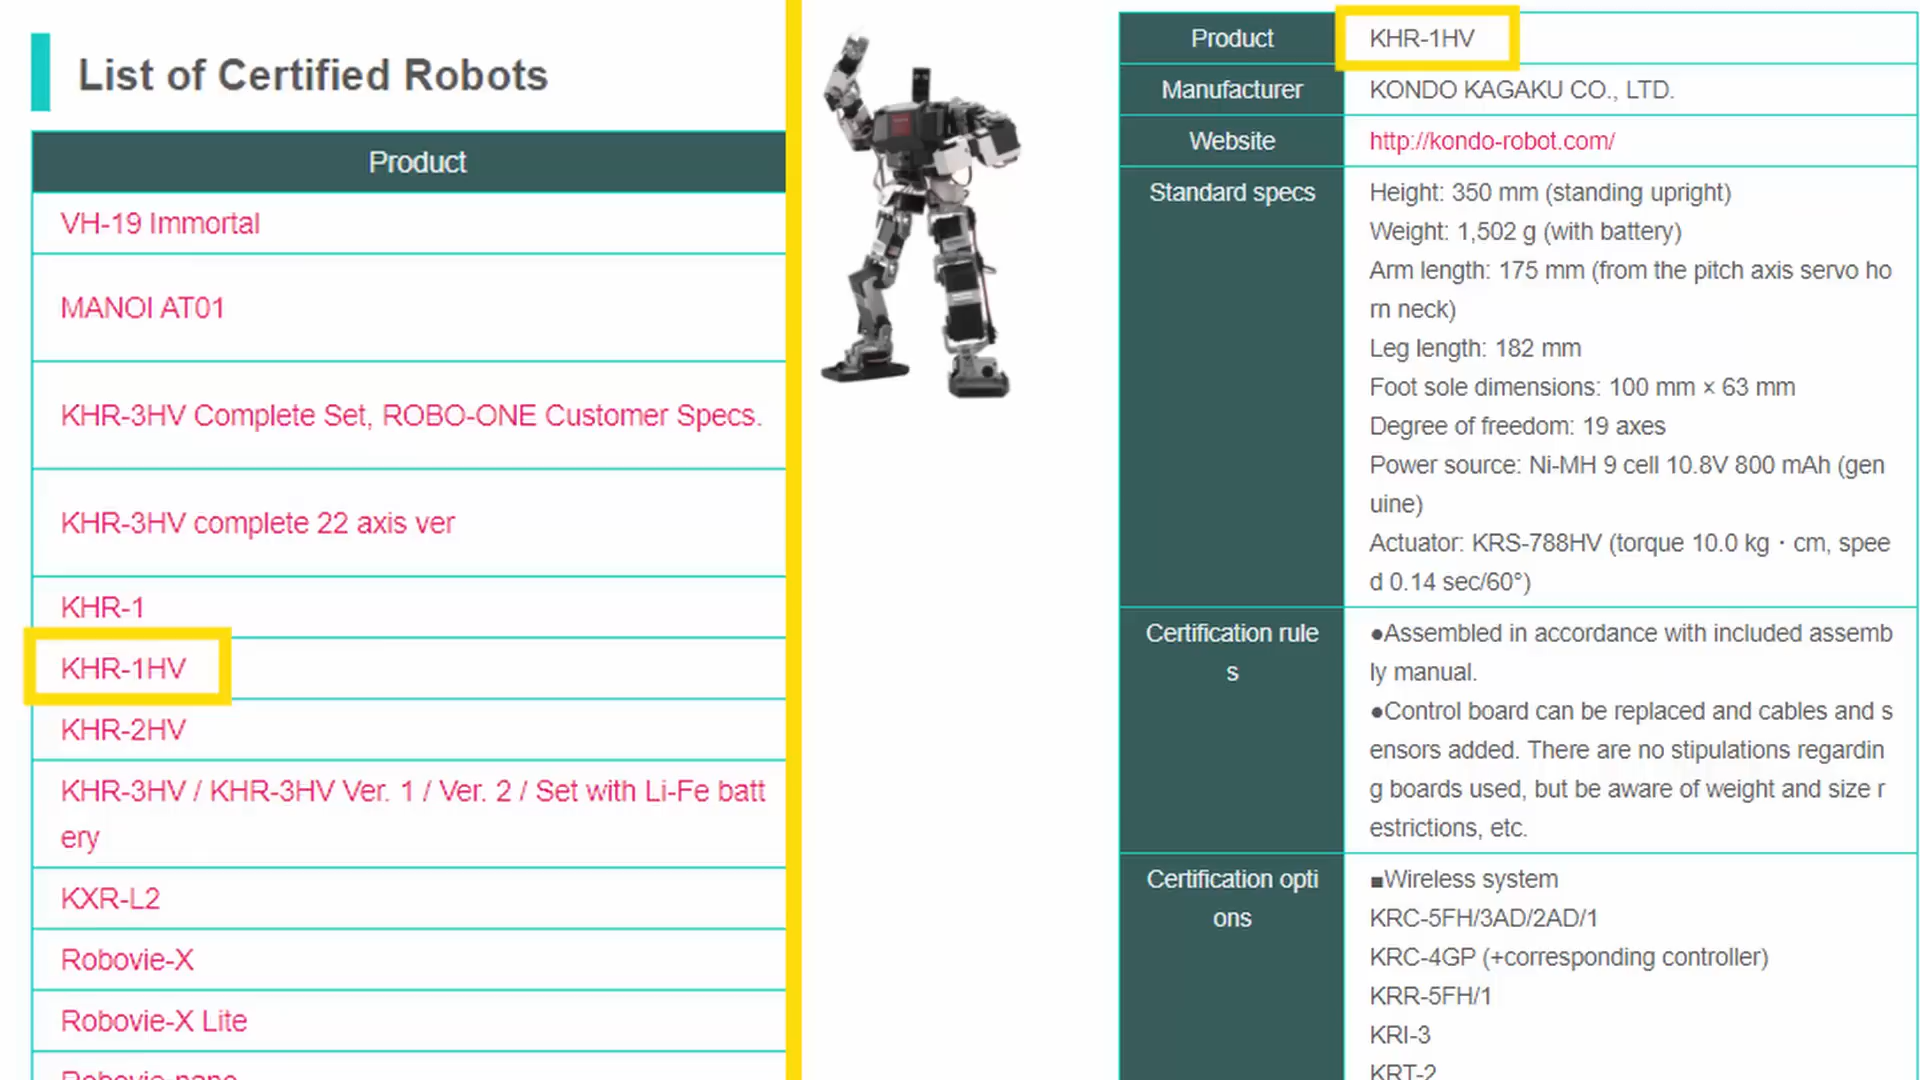 List of Certified Robots
Product
VH-19 Immortal
MANOI AT01
KHR-3HV Complete Set, ROBO-ONE Customer Specs.
KHR-3HV complete 22 axis ver
KHR-1
KHR-1HV
KHR-2HV
KHR-3HV / KHR-3HV Ver. 1 / Ver. 2 / Set with Li-Fe batt
ery
KXR-L2
Robovie-X
Robovie-X Lite
Robovie-nano
Product KHR-1HV
Manufacturer KONDO KAGAKU CO., LTD.
Website http://kondo-robot.com/
Standard specs Height: 350 mm (standing upright)
Weight: 1,502 g (with battery)
Arm length: 175 mm (from the pitch axis servo ho
rn neck)
Leg length: 182 mm
Foot sole dimensions: 100 mm × 63 mm
Degree of freedom: 19 axes
Power source: Ni-MH 9 cell 10.8V 800 mAh (gen
uine)
Actuator: KRS-788HV (torque 10.0 kg・cm, spee
d 0.14 sec/60°)
Certification rule
s
●Assembled in accordance with included assemb
ly manual.
●Control board can be replaced and cables and s
ensors added. There are no stipulations regardin
g boards used, but be aware of weight and size r
estrictions, etc.
Certification opti
ons
■Wireless system
KRC-5FH/3AD/2AD/1
KRC-4GP (+corresponding controller)
KRR-5FH/1
KRI-3
KRT-2